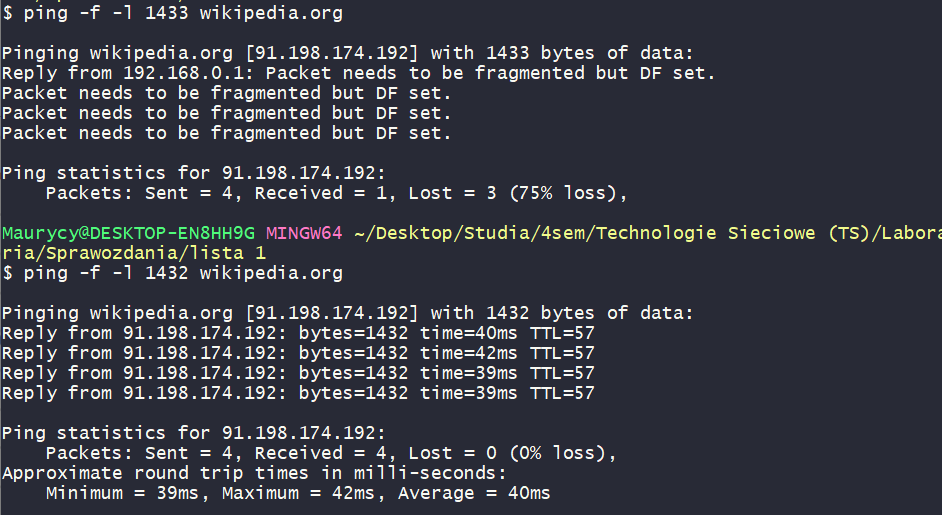 $ ping -f -l 1433 wikipedia.org
Pinging wikipedia.org [91.198.174.192] with 1433 bytes of data:
Reply from 192.168.0.1: Packet needs to be fragmented but DF set.
Packet needs to be fragmented but DF set.
Packet needs to be fragmented but DF set.
Packet needs to be fragmented but DF set.
Ping statistics for 91.198.174.192:
    Packets: Sent = 4, Received = 1, Lost = 3 (75% loss),
Maurycy@DESKTOP-EN8HH9G MINGW64 ~/Desktop/Studia/4sem/Technologie Sieciowe (TS)/Labora
ria/Sprawozdania/lista 1
$ ping -f -l 1432 wikipedia.org
Pinging wikipedia.org [91.198.174.192] with 1432 bytes of data:
Reply from 91.198.174.192: bytes=1432 time=40ms TTL=57
Reply from 91.198.174.192: bytes=1432 time=42ms TTL=57
Reply from 91.198.174.192: bytes=1432 time=39ms TTL=57
Reply from 91.198.174.192: bytes=1432 time=39ms TTL=57
Ping statistics for 91.198.174.192:
    Packets: Sent = 4, Received = 4, Lost = 0 (0% loss),
Approximate round trip times in milli-seconds:
    Minimum = 39ms, Maximum = 42ms, Average = 40ms